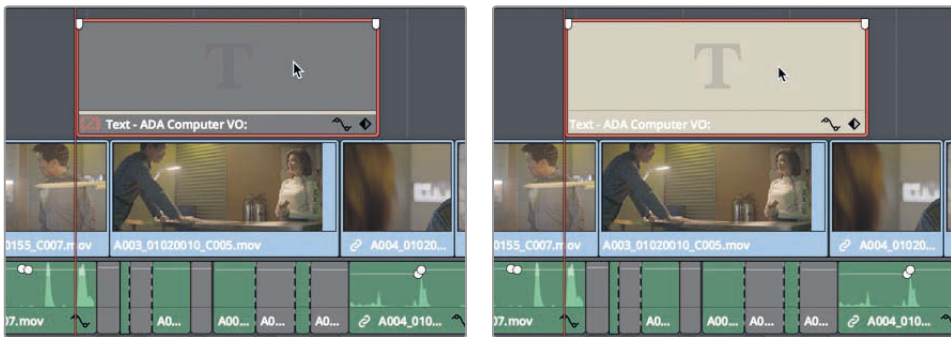 T
Text - ADA Computer VO:
0155_C007.mov
A003_01020010_C005.mov
A004_01020...
07.mov
A0...
A00...
A0...
A0...
A004_010...
T
Text - ADA Computer VO:
0155_C007.mov
A003_01020010_C005.mov
A004_01020...
07.mov
A0...
A00...
A0...
A0...
A004_010...